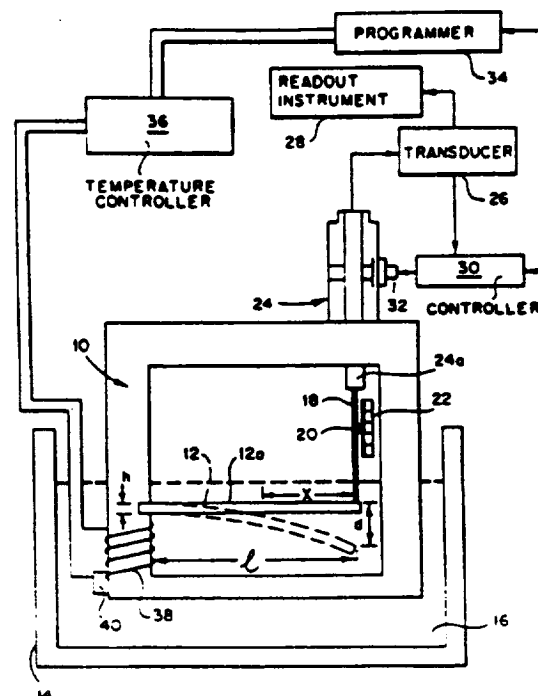 PROGRAMMER
34
READOUT
INSTRUMENT
28
36
TEMPERATURE
CONTROLLER
TRANSDUCER
26
30
CONTROLLER
32
24
10
24a
18
22
20
12
12a
h
x
d
l
38
40
16
14